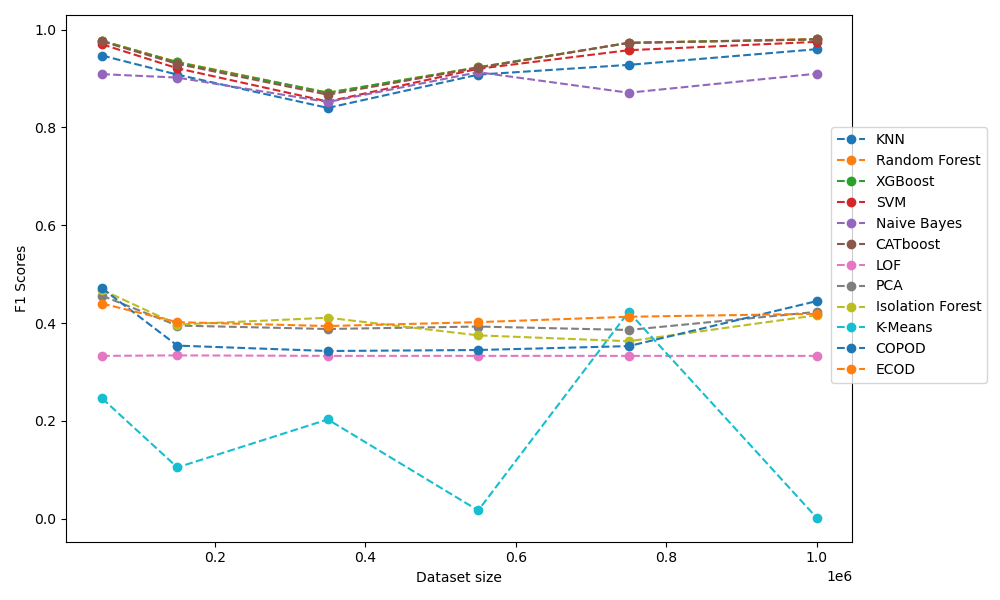 1.0
0.8
0.6
0.4
0.2
0.0
F1 Scores
0.2
0.4
0.6
0.8
1.0
1e6
Dataset size
KNN
Random Forest
XGBoost
SVM
Naive Bayes
CATboost
LOF
PCA
Isolation Forest
K-Means
COPOD
ECOD